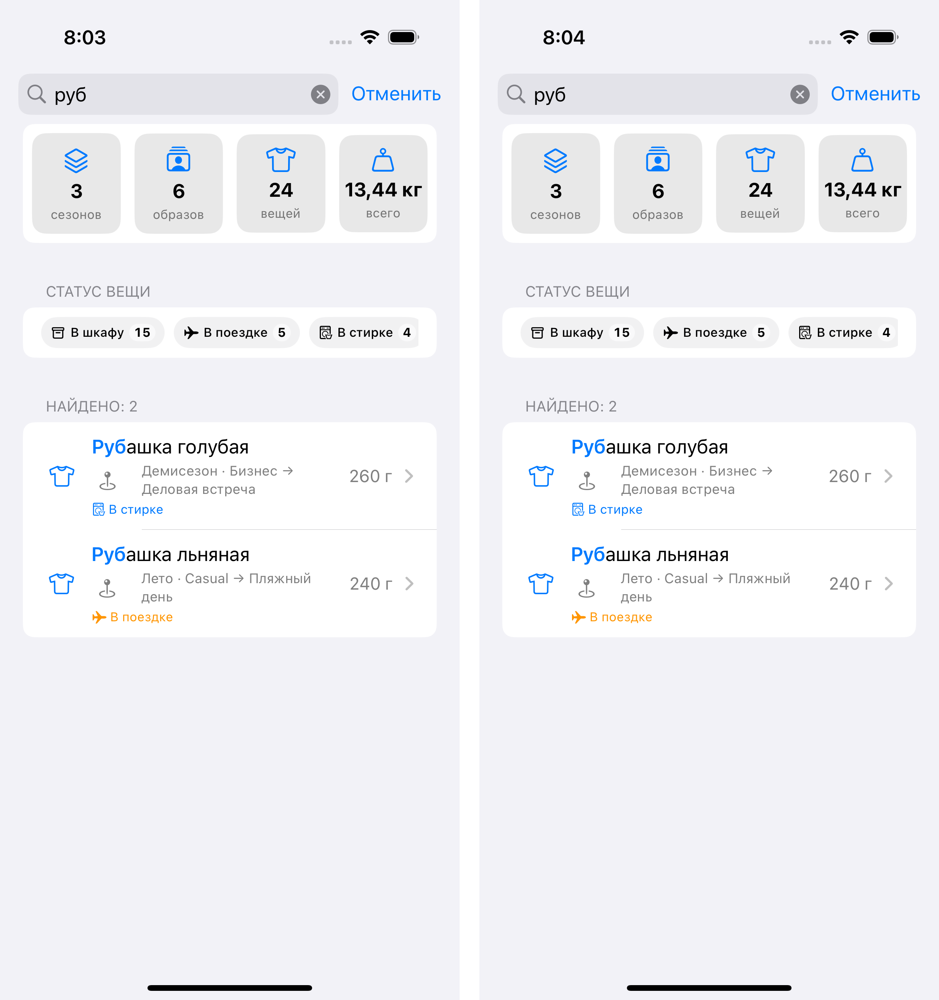 8:03
руб
Отменить
3
сезонов
6
образов
24
вещей
13,44 кг
всего
СТАТУС ВЕЩИ
В шкафу 15
В поездке 5
В стирке 4
НАЙДЕНО: 2
Рубашка голубая
Демисезон · Бизнес →
Деловая встреча
260 г
В стирке
Рубашка льняная
Лето · Casual → Пляжный
день
240 г
В поездке
8:04
руб
Отменить
3
сезонов
6
образов
24
вещей
13,44 кг
всего
СТАТУС ВЕЩИ
В шкафу 15
В поездке 5
В стирке 4
НАЙДЕНО: 2
Рубашка голубая
Демисезон · Бизнес →
Деловая встреча
260 г
В стирке
Рубашка льняная
Лето · Casual → Пляжный
день
240 г
В поездке